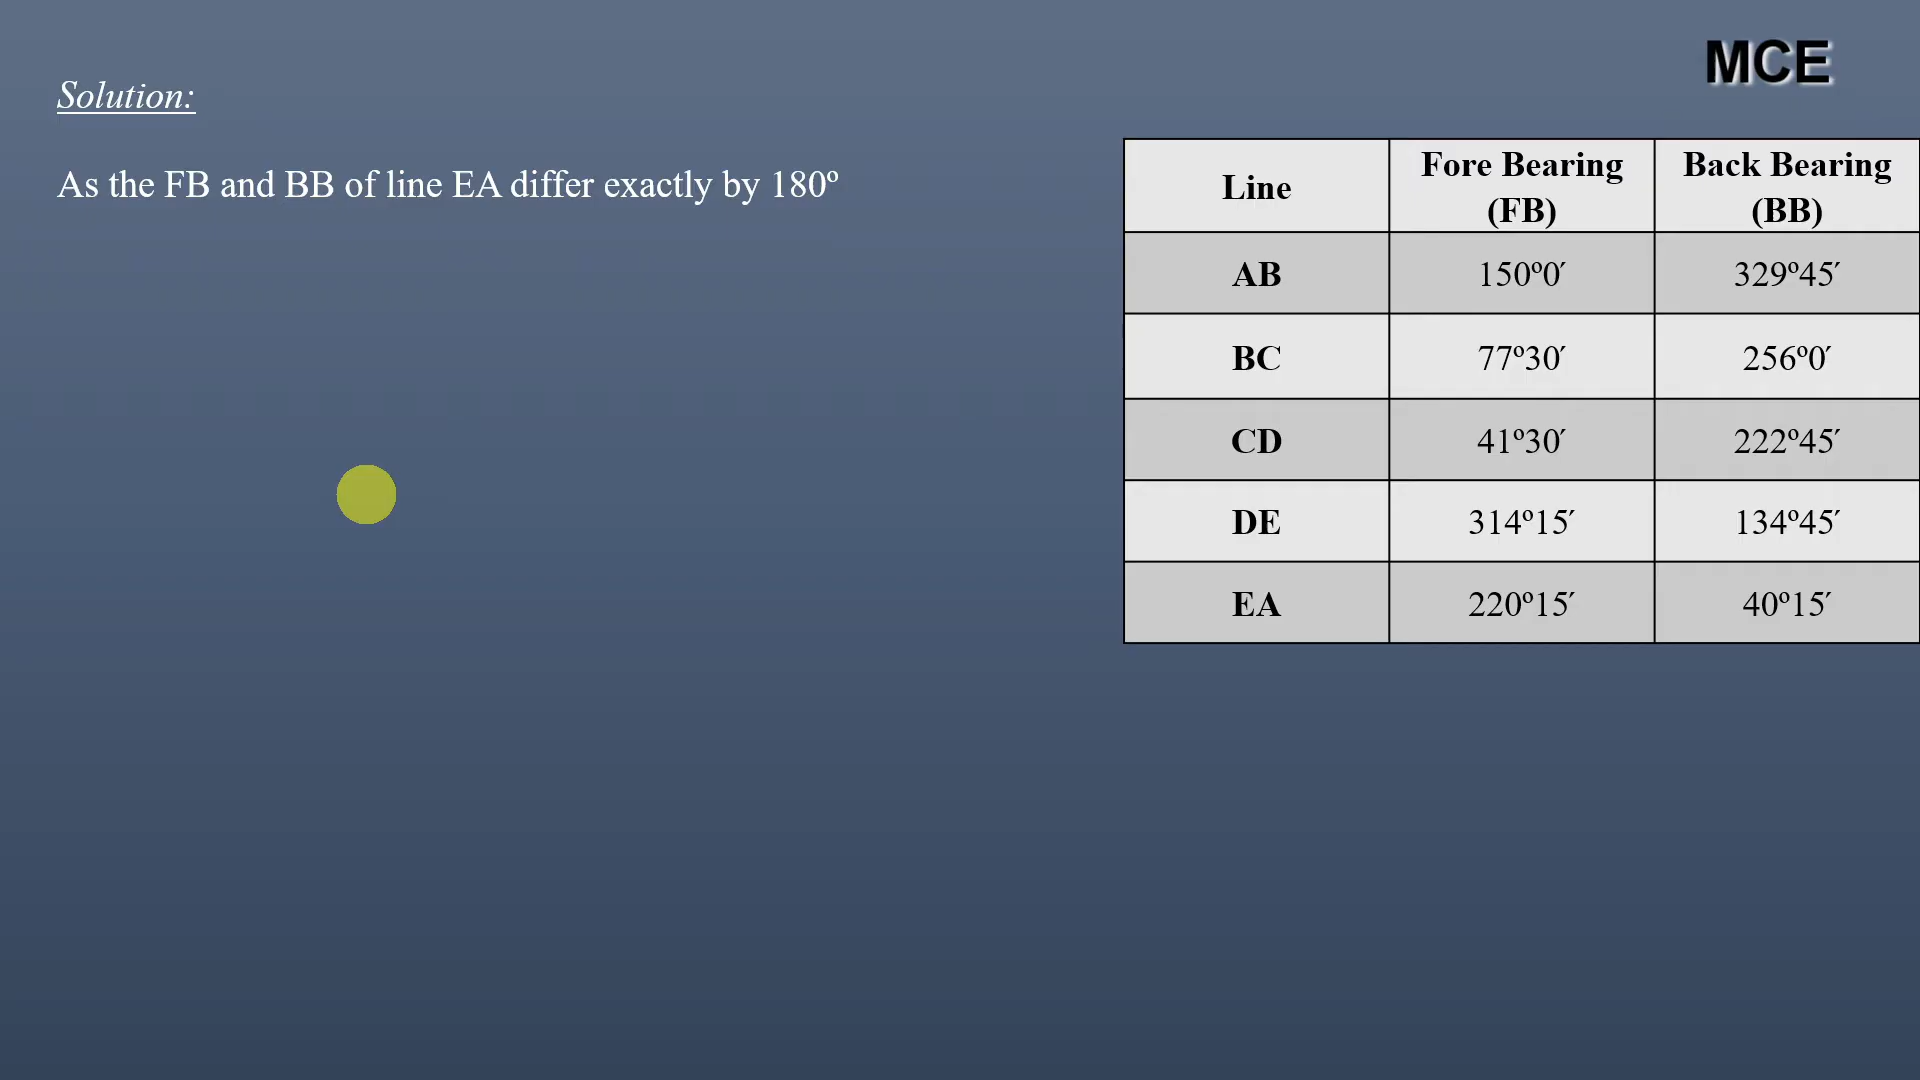 MCE
Solution:
As the FB and BB of line EA differ exactly by 180º
Line Fore Bearing (FB) Back Bearing (BB)
AB 150º0′ 329º45′
BC 77º30′ 256º0′
CD 41º30′ 222º45′
DE 314º15′ 134º45′
EA 220º15′ 40º15′